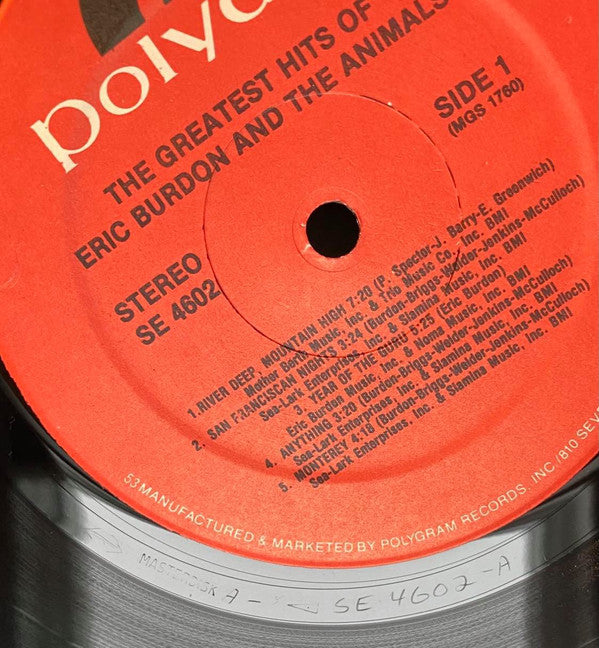 polyd
THE GREATEST HITS OF
ERIC BURDON AND THE ANIMALS
STEREO
SE 4602
SIDE 1
(MGS 1760)
1.RIVER DEEP, MOUNTAIN HIGH 7:20 (P. Spector-J. Barry-E. Greenwich)
Mother Bertha Music, Inc. & Trio Music Co., Inc. BMI
2. SAN FRANCISCAN NIGHTS 3:24 (Burdon-Briggs-Weider-Jenkins-McCulloch)
Sea-Lark Enterprises, Inc. & Slamina Music, Inc. BMI
3. YEAR OF THE GURU 5:25 (Eric Burdon)
Eric Burdon Music, Inc. & Noma Music, Inc. BMI
4. ANYTHING 3:20 (Burdon-Briggs-Weider-Jenkins-McCulloch)
Sea-Lark Enterprises, Inc. & Slamina Music, Inc. BMI
5. MONTEREY 4:18 (Burdon-Briggs-Weider-Jenkins-McCulloch)
Sea-Lark Enterprises, Inc. & Slamina Music, Inc. BMI
53 MANUFACTURED & MARKETED BY POLYGRAM RECORDS, INC./810 SEVE
MASTERDISK A - SE 4602 - A